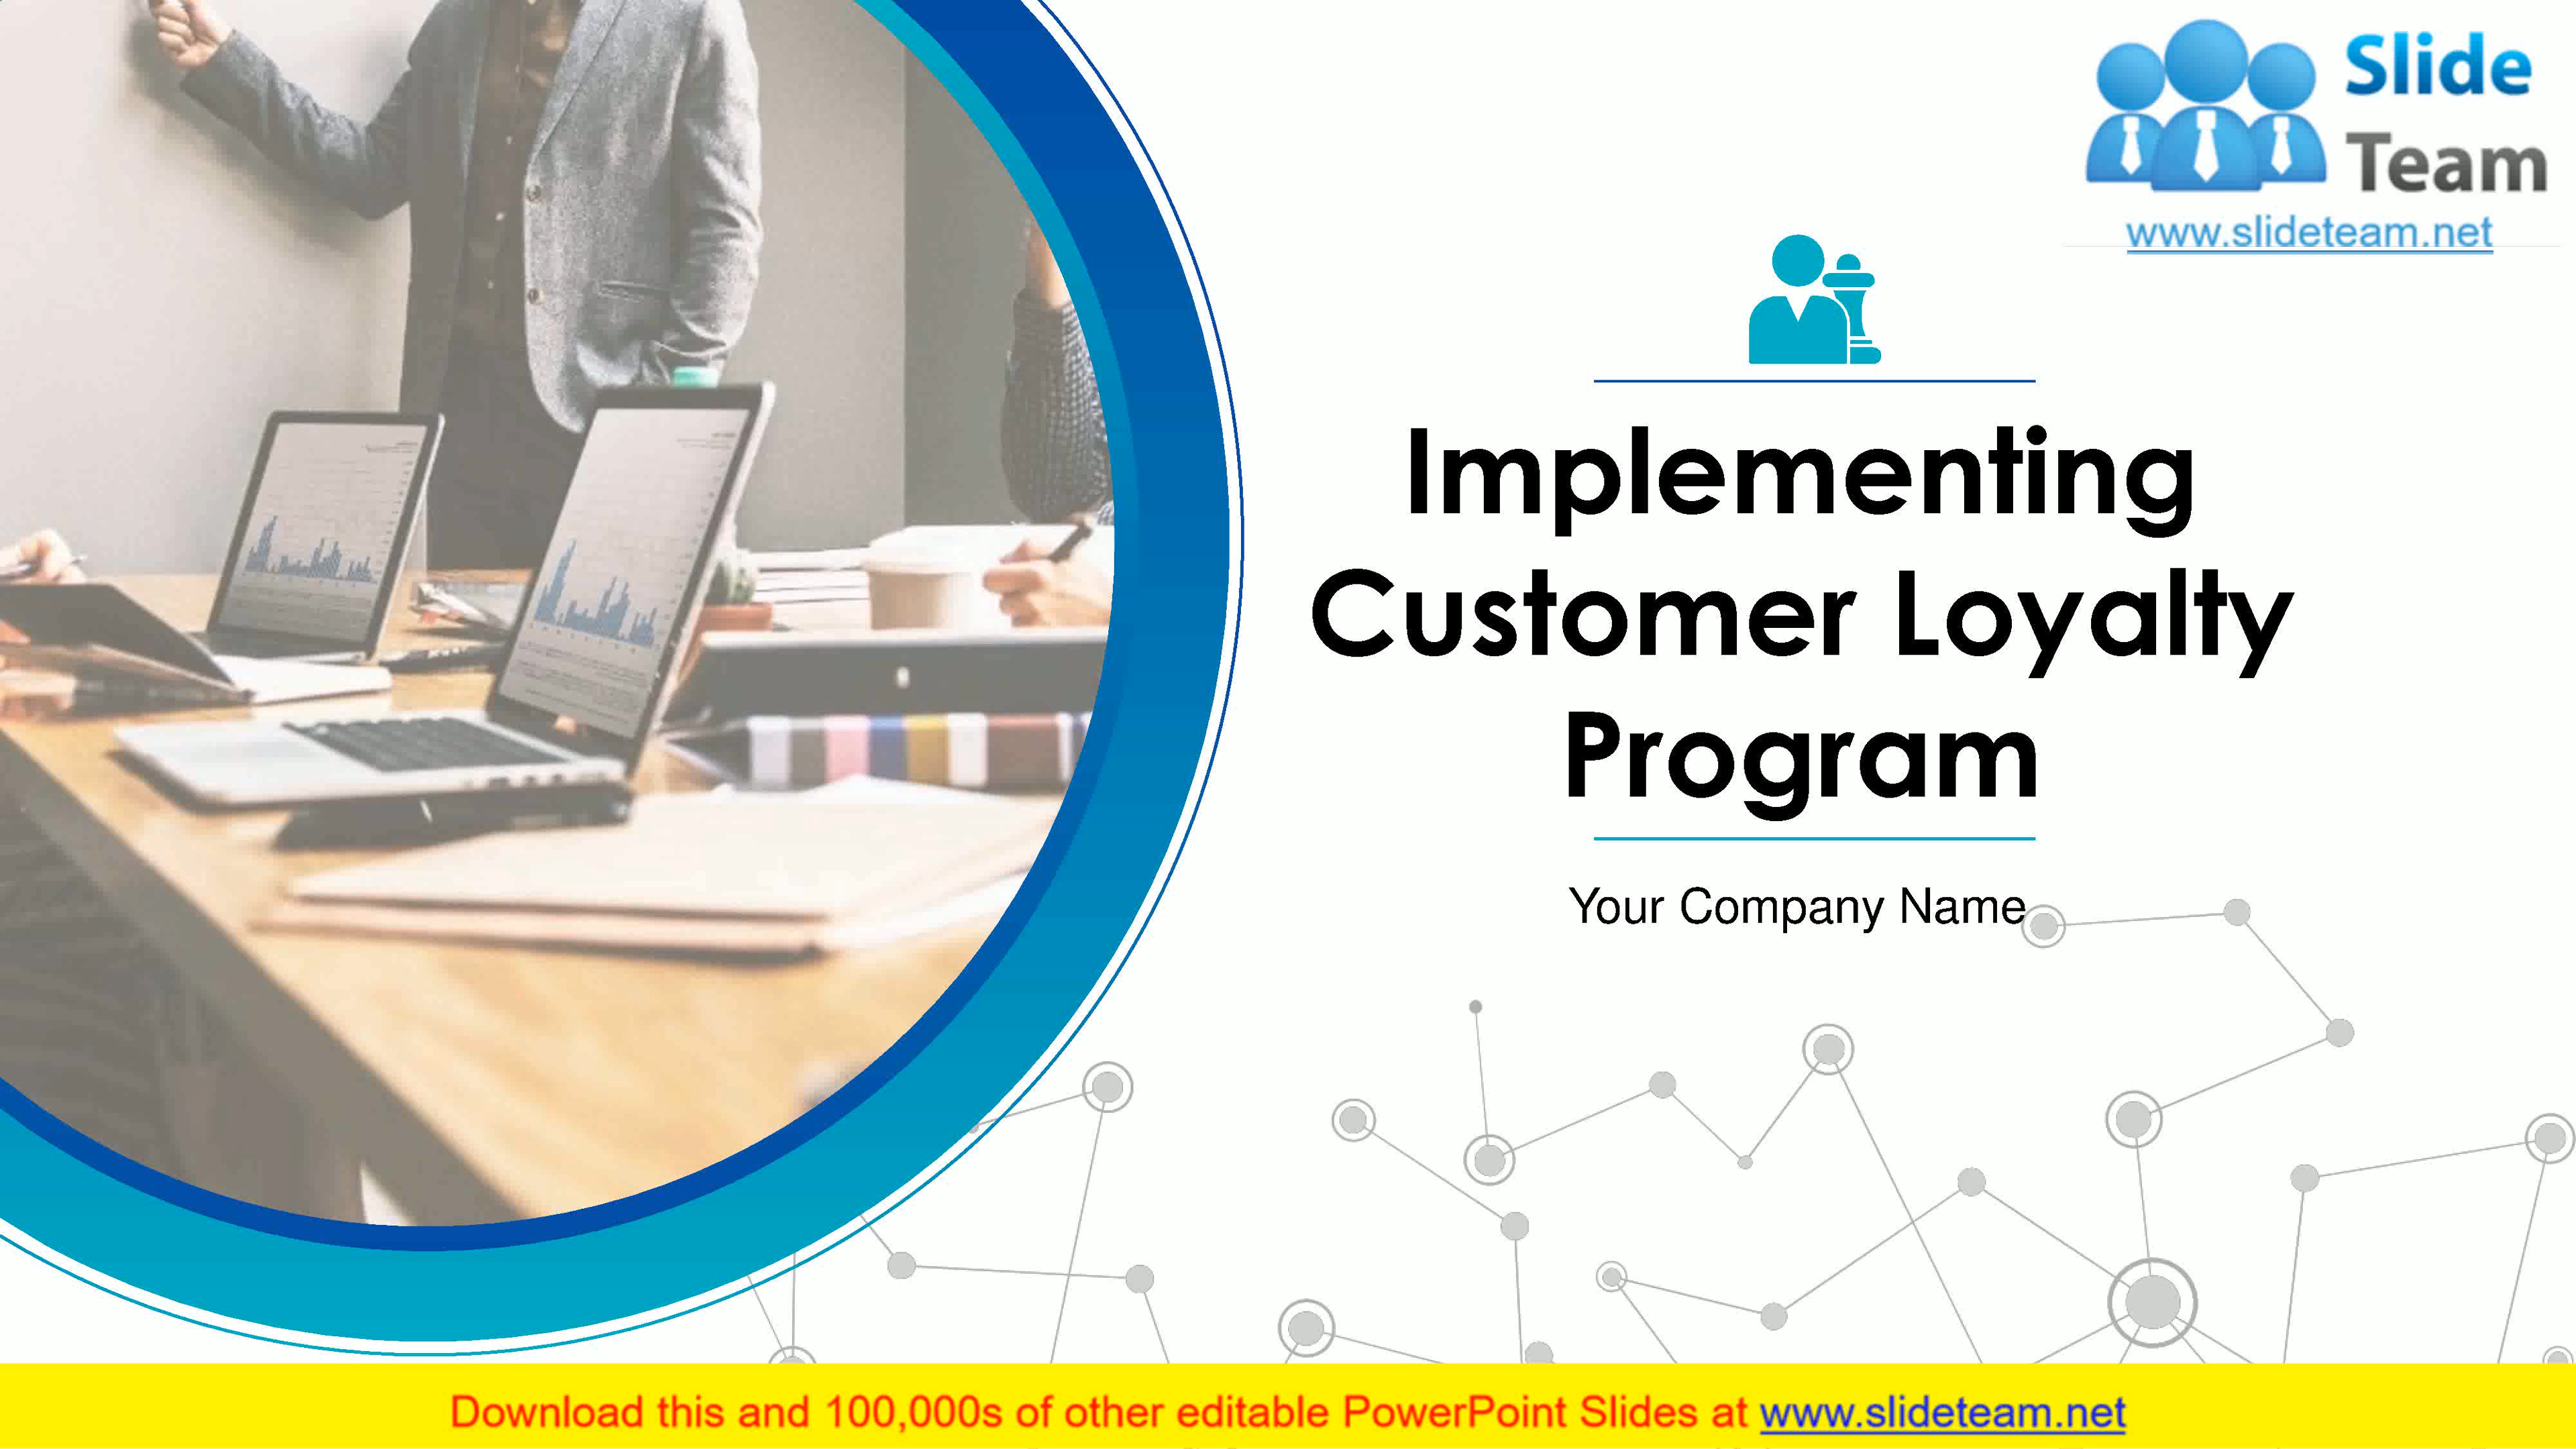 Slide
Team
www.slideteam.net
Implementing
Customer Loyalty
Program
Your Company Name
Download this and 100,000s of other editable PowerPoint Slides at www.slideteam.net